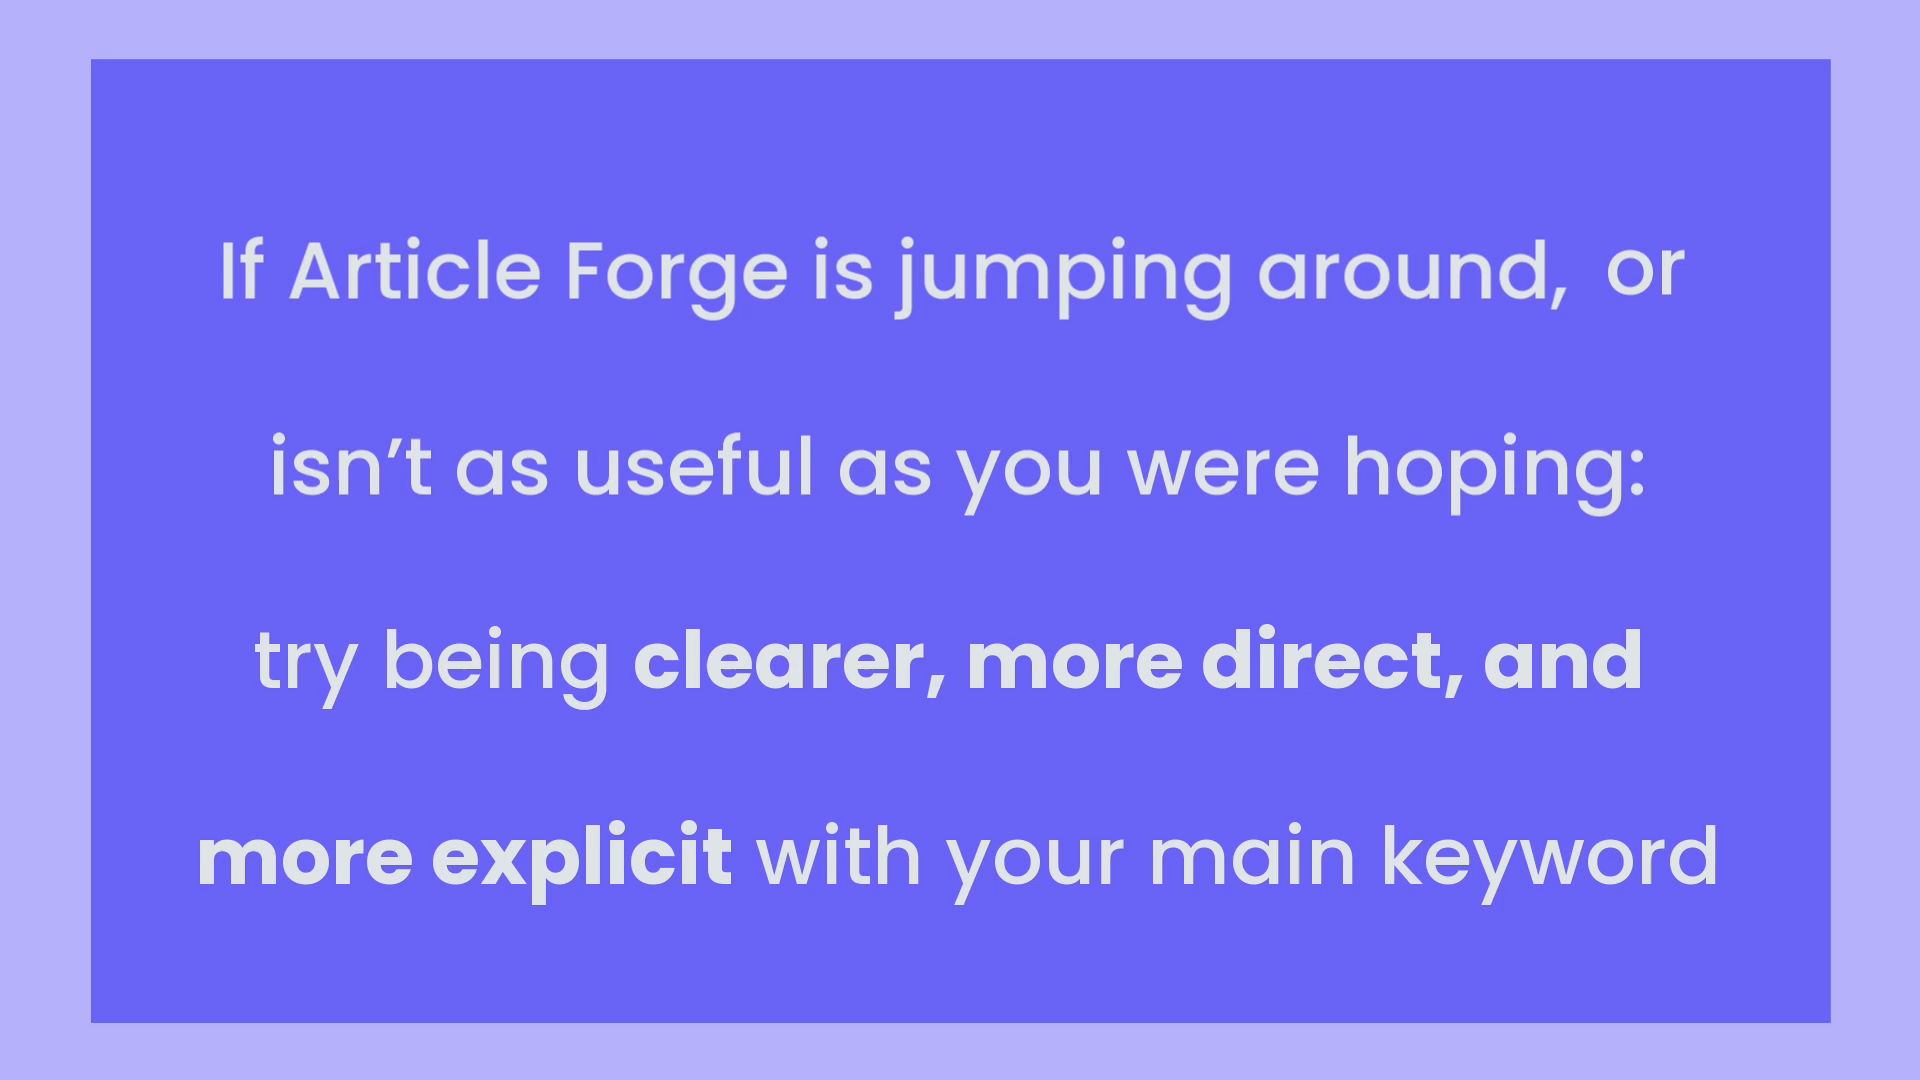 If Article Forge is jumping around, or
isn’t as useful as you were hoping:
try being clearer, more direct, and
more explicit with your main keyword